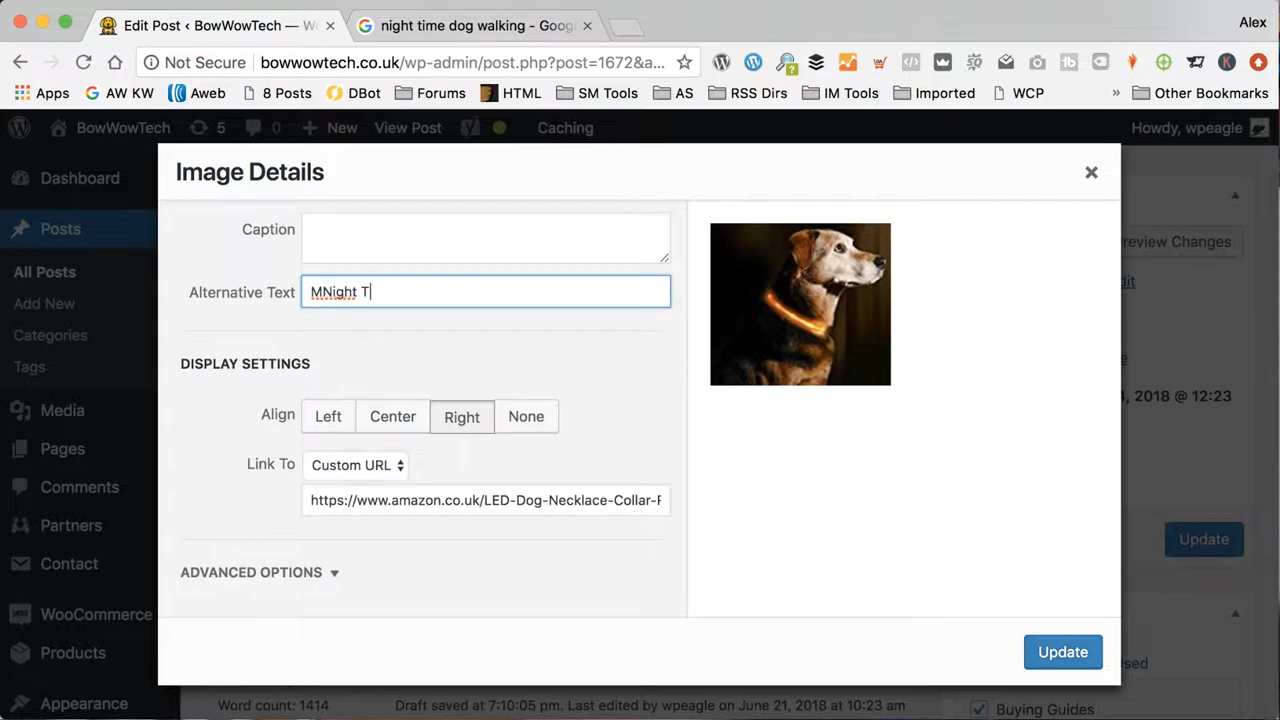 Edit Post ‹ BowWowTech — W
night time dog walking - Goog
Alex
Not Secure
bowwowtech.co.uk/wp-admin/post.php?post=1672&a...
Apps
AW KW
Aweb
8 Posts
DBot
Forums
HTML
SM Tools
AS
RSS Dirs
IM Tools
Imported
WCP
»
Other Bookmarks
BowWowTech
5
0
New
View Post
Caching
Howdy, wpeagle
Dashboard
Posts
All Posts
Add New
Categories
Tags
Media
Pages
Comments
Partners
Contact
WooCommerce
Products
Appearance
Image Details
Caption
Alternative Text
MNight T
DISPLAY SETTINGS
Align
Left
Center
Right
None
Link To
Custom URL
https://www.amazon.co.uk/LED-Dog-Necklace-Collar-F
ADVANCED OPTIONS
Update
review Changes
dit
4, 2018 @ 12:23
Update
sed
Word count: 1414
Draft saved at 7:10:05 pm. Last edited by wpeagle on June 21, 2018 at 10:23 am
Buying Guides